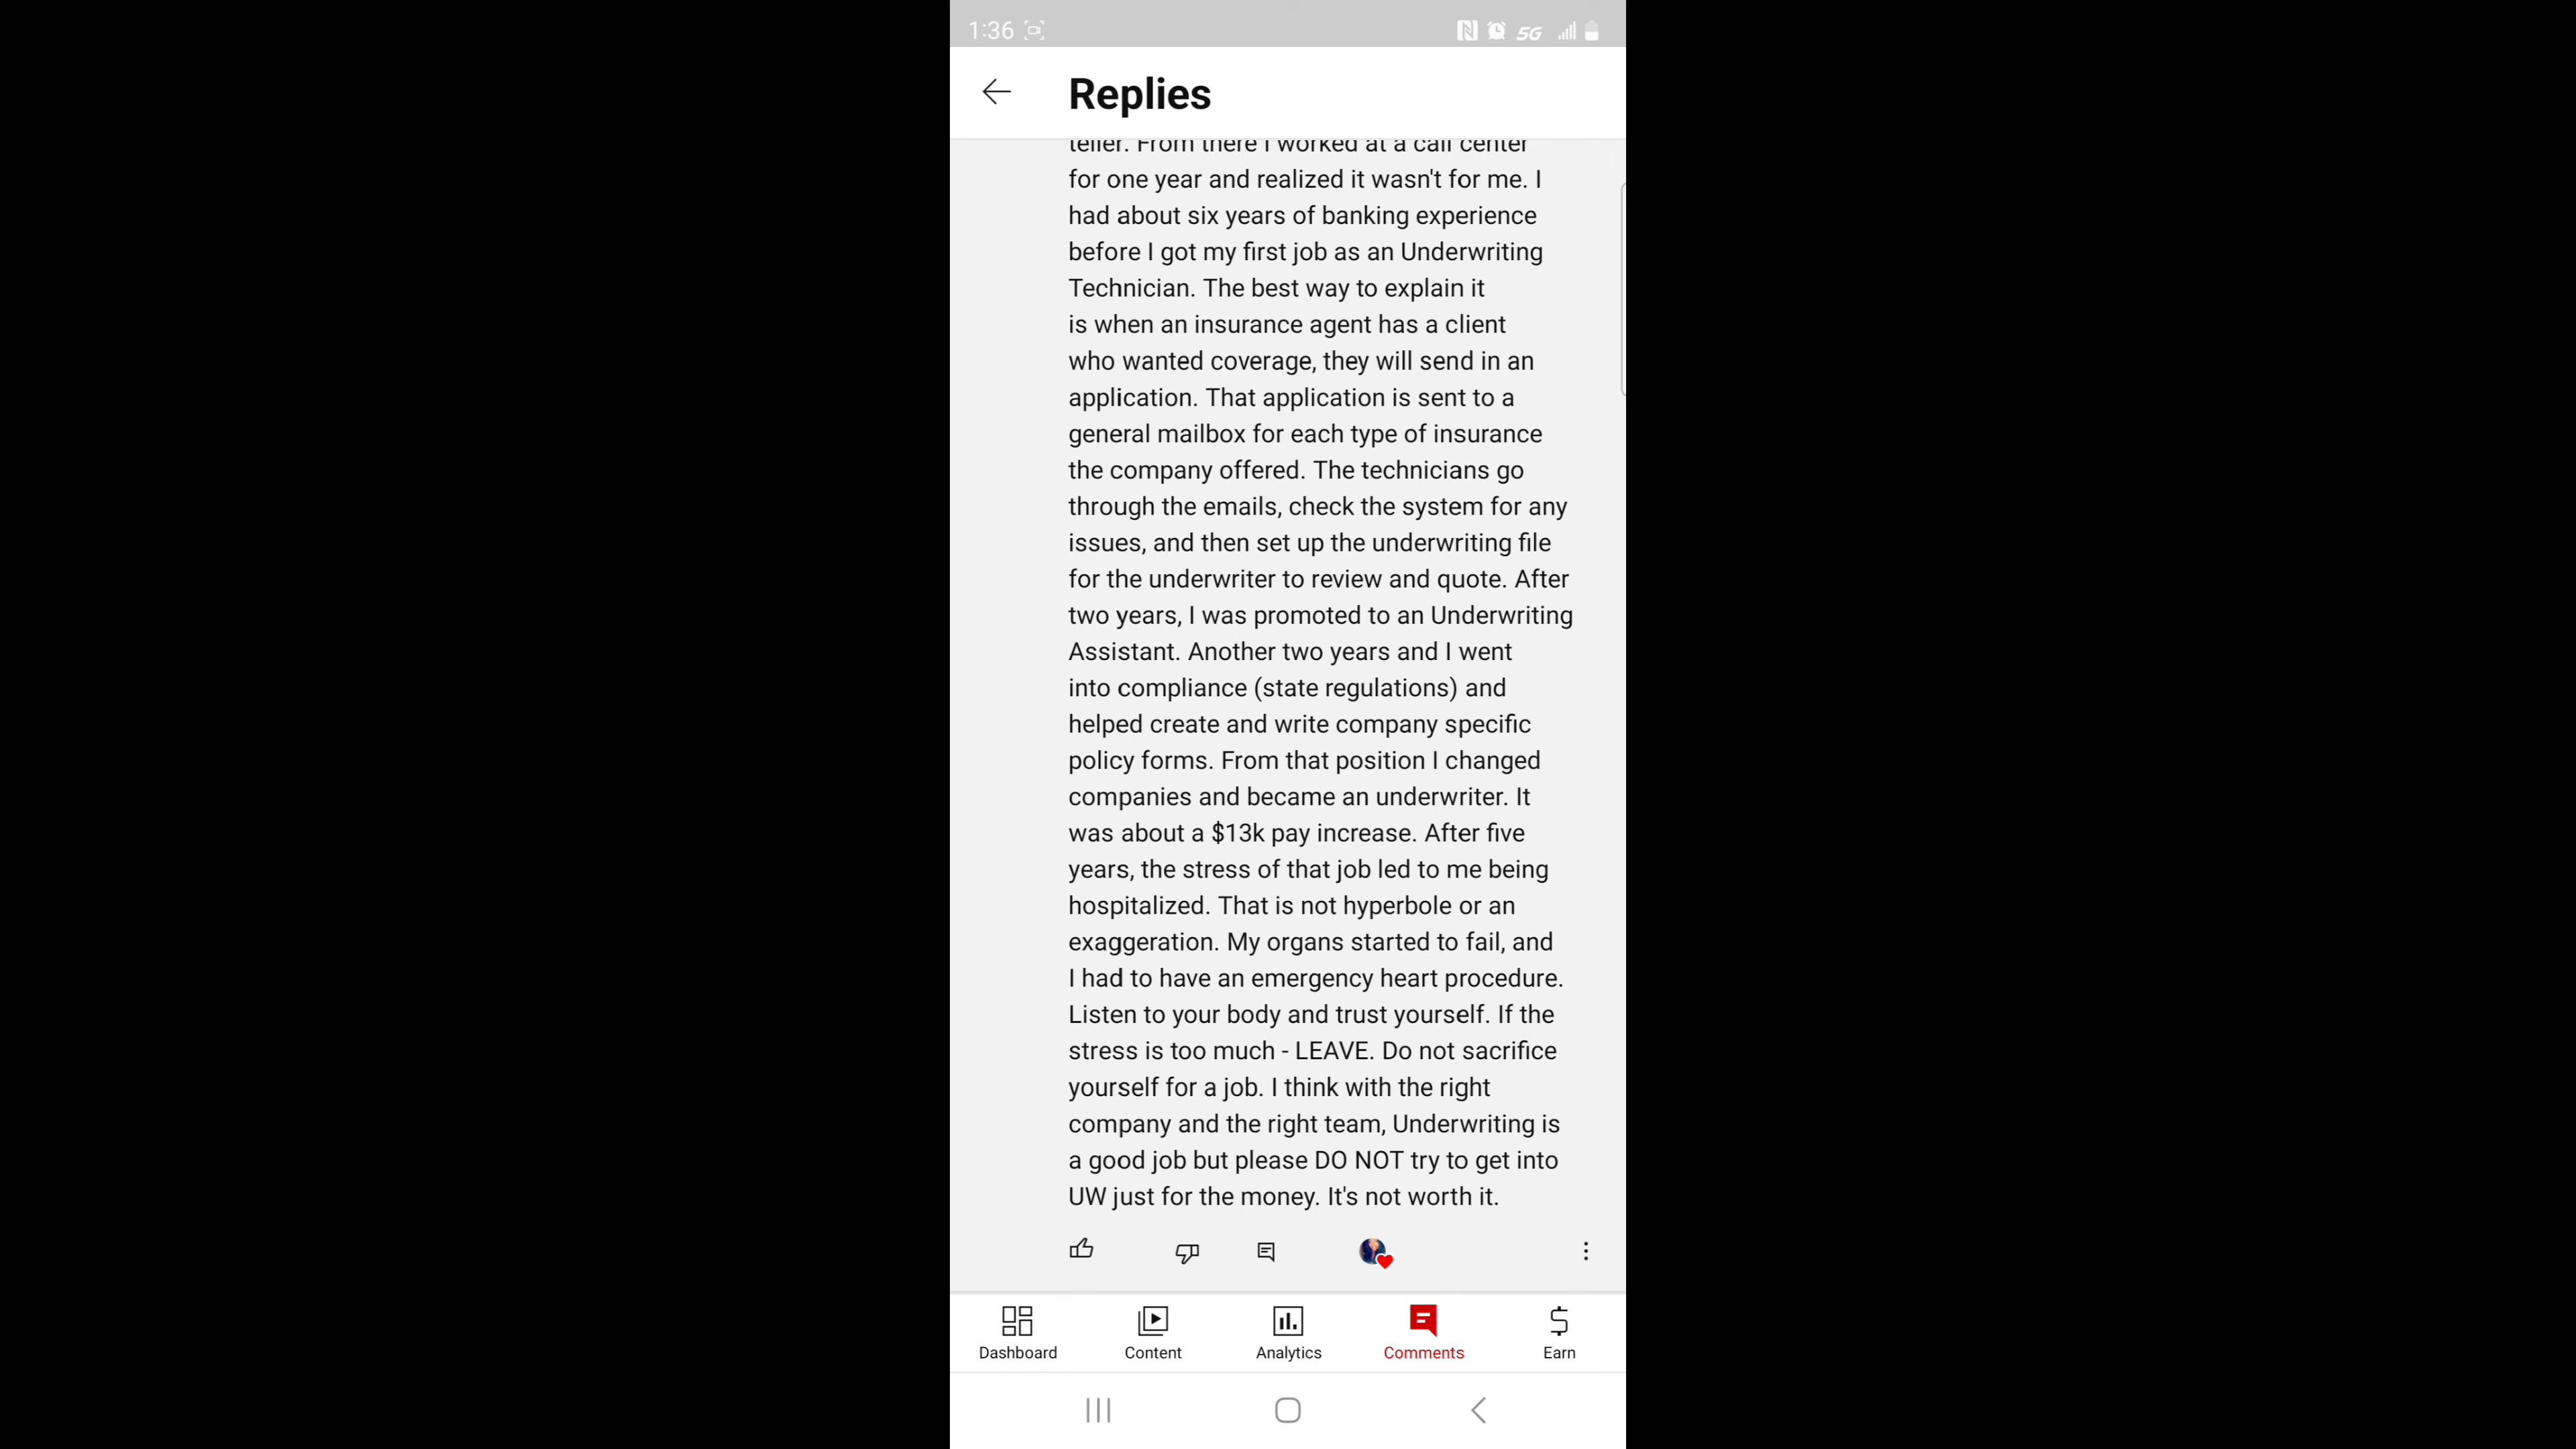 1:36
5G
Replies
teller. From there I worked at a call center
for one year and realized it wasn't for me. I
had about six years of banking experience
before I got my first job as an Underwriting
Technician. The best way to explain it
is when an insurance agent has a client
who wanted coverage, they will send in an
application. That application is sent to a
general mailbox for each type of insurance
the company offered. The technicians go
through the emails, check the system for any
issues, and then set up the underwriting file
for the underwriter to review and quote. After
two years, I was promoted to an Underwriting
Assistant. Another two years and I went
into compliance (state regulations) and
helped create and write company specific
policy forms. From that position I changed
companies and became an underwriter. It
was about a $13k pay increase. After five
years, the stress of that job led to me being
hospitalized. That is not hyperbole or an
exaggeration. My organs started to fail, and
I had to have an emergency heart procedure.
Listen to your body and trust yourself. If the
stress is too much - LEAVE. Do not sacrifice
yourself for a job. I think with the right
company and the right team, Underwriting is
a good job but please DO NOT try to get into
UW just for the money. It's not worth it.
Dashboard Content Analytics Comments Earn